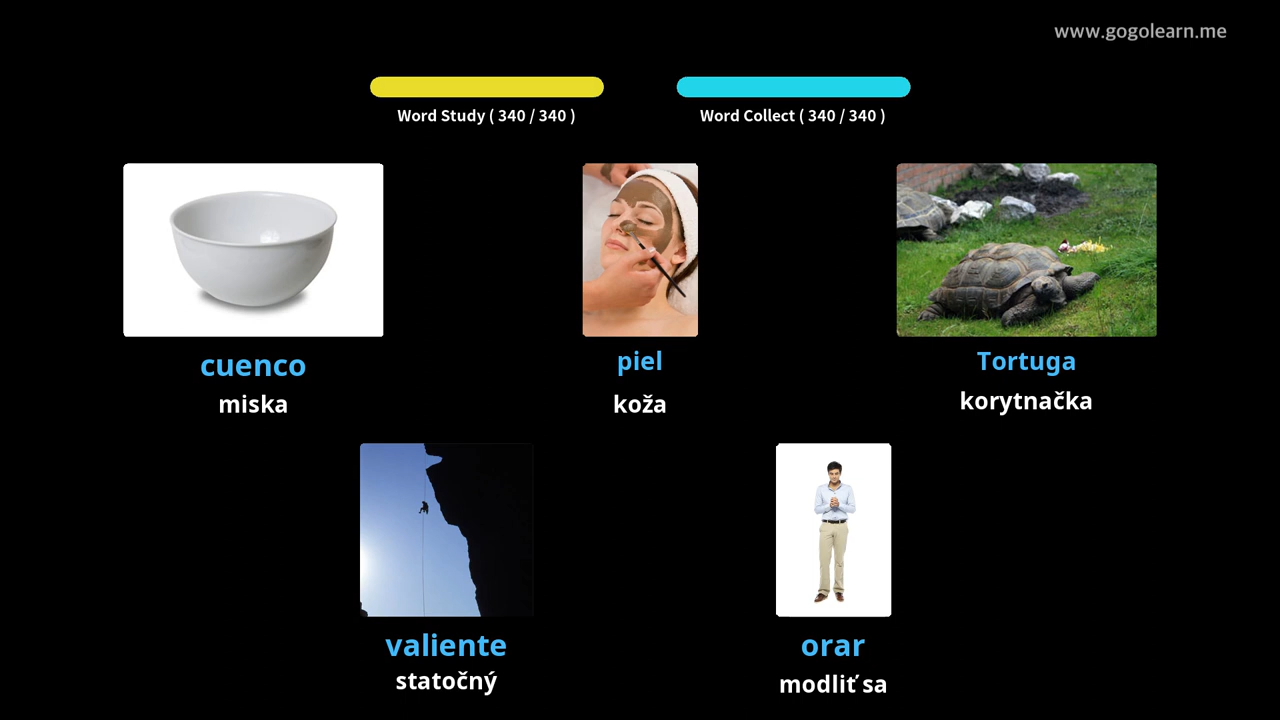 www.gogolearn.me
Word Study ( 340 / 340 )
Word Collect ( 340 / 340 )
cuenco
miska
piel
koža
Tortuga
korytnačka
valiente
statočný
orar
modliť sa